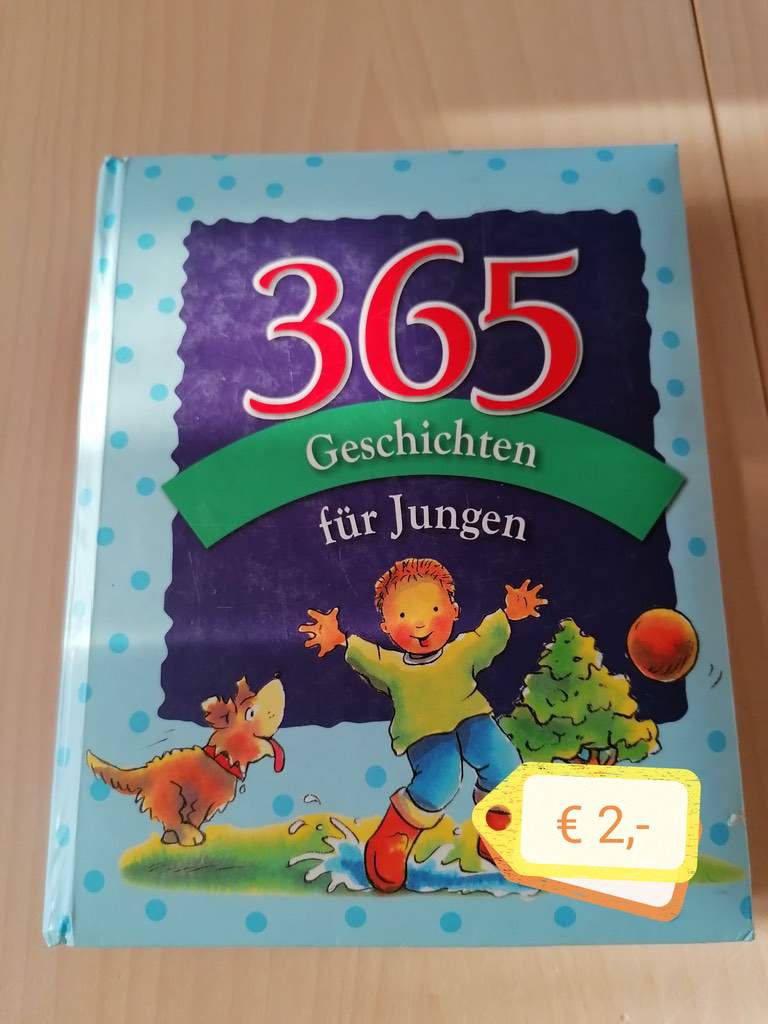 365
Geschichten
für Jungen
€ 2,-